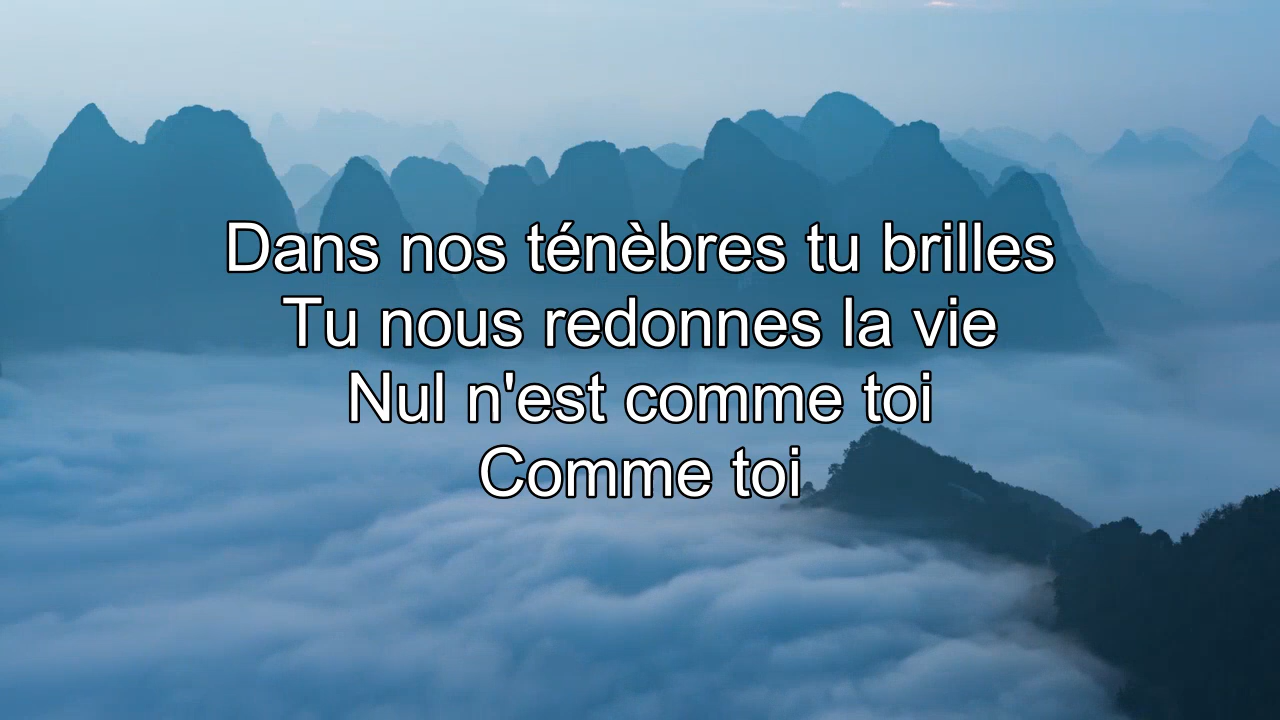 Dans nos ténèbres tu brilles
Tu nous redonnes la vie
Nul n'est comme toi
Comme toi